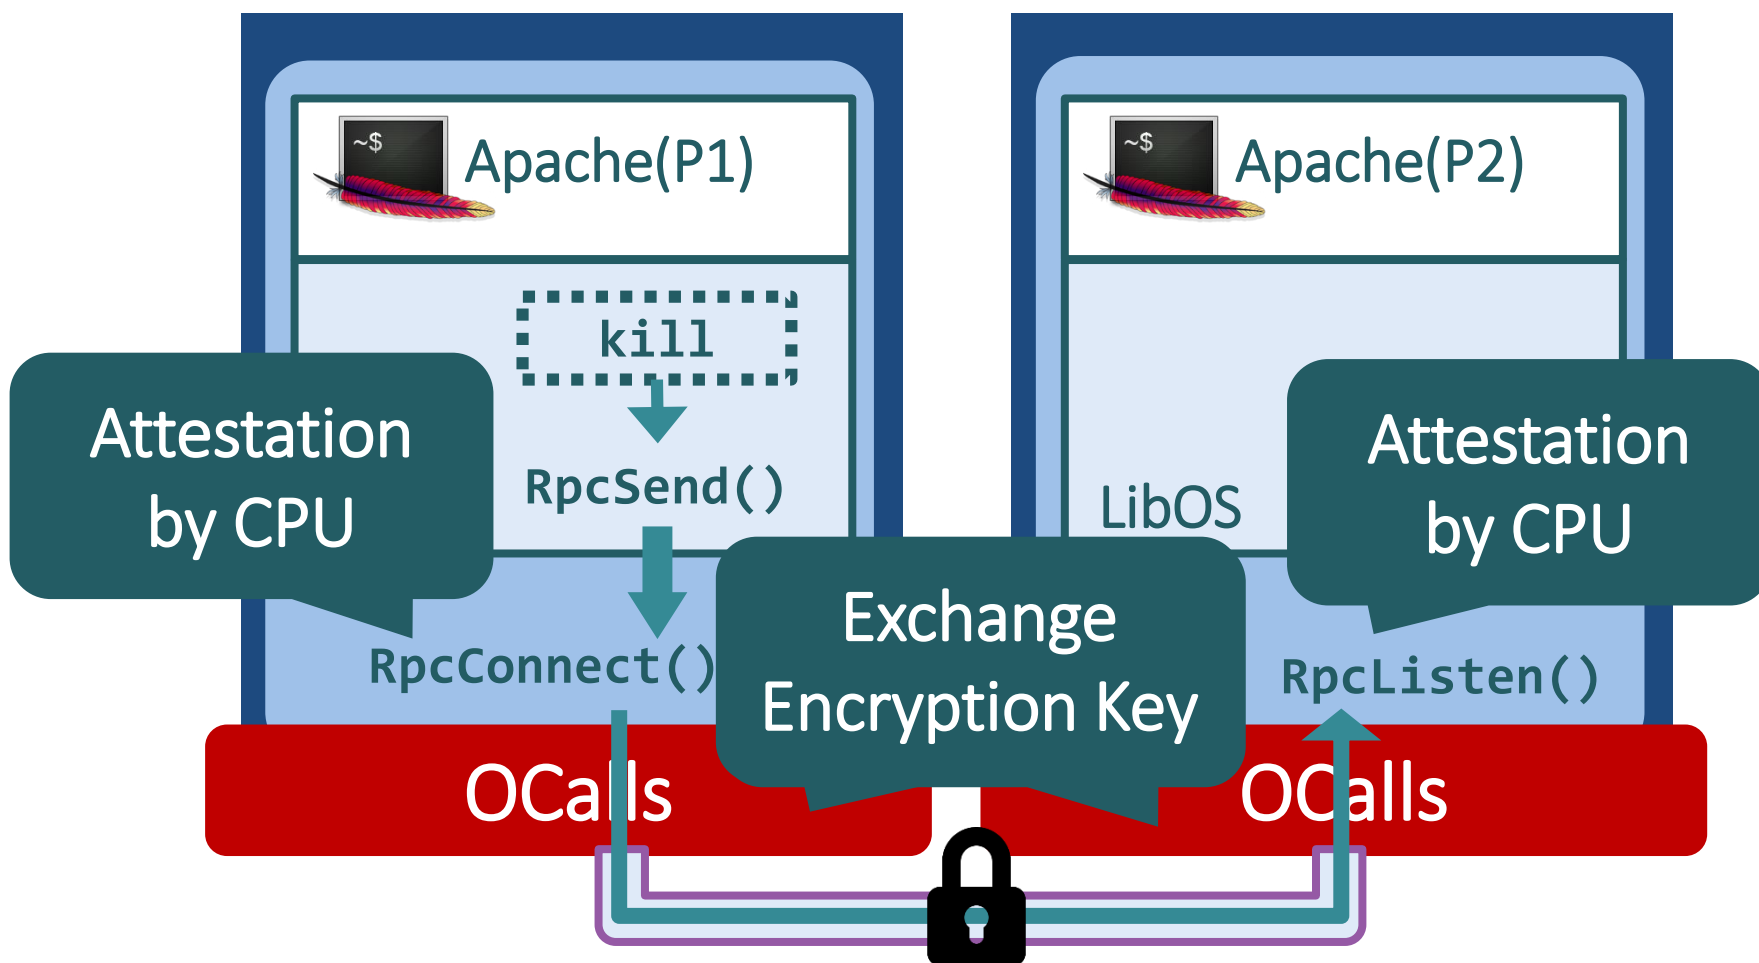 ~$
Apache(P1)
~$
Apache(P2)
kill
Attestation
by CPU
RpcSend()
LibOS
Attestation
by CPU
RpcConnect()
Exchange
Encryption Key
RpcListen()
OCalls
OCalls